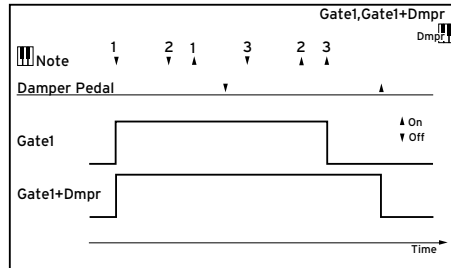 Gate1,Gate1+Dmpr
Dmpr
Note 1 2 1 3 2 3
Damper Pedal
On
Off
Gate1
Gate1+Dmpr
Time